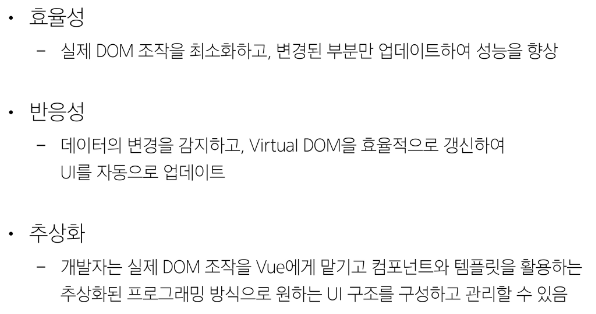 • 효율성
– 실제 DOM 조작을 최소화하고, 변경된 부분만 업데이트하여 성능을 향상
• 반응성
– 데이터의 변경을 감지하고, Virtual DOM을 효율적으로 갱신하여
UI를 자동으로 업데이트
• 추상화
– 개발자는 실제 DOM 조작을 Vue에게 맡기고 컴포넌트와 템플릿을 활용하는
추상화된 프로그래밍 방식으로 원하는 UI 구조를 구성하고 관리할 수 있음